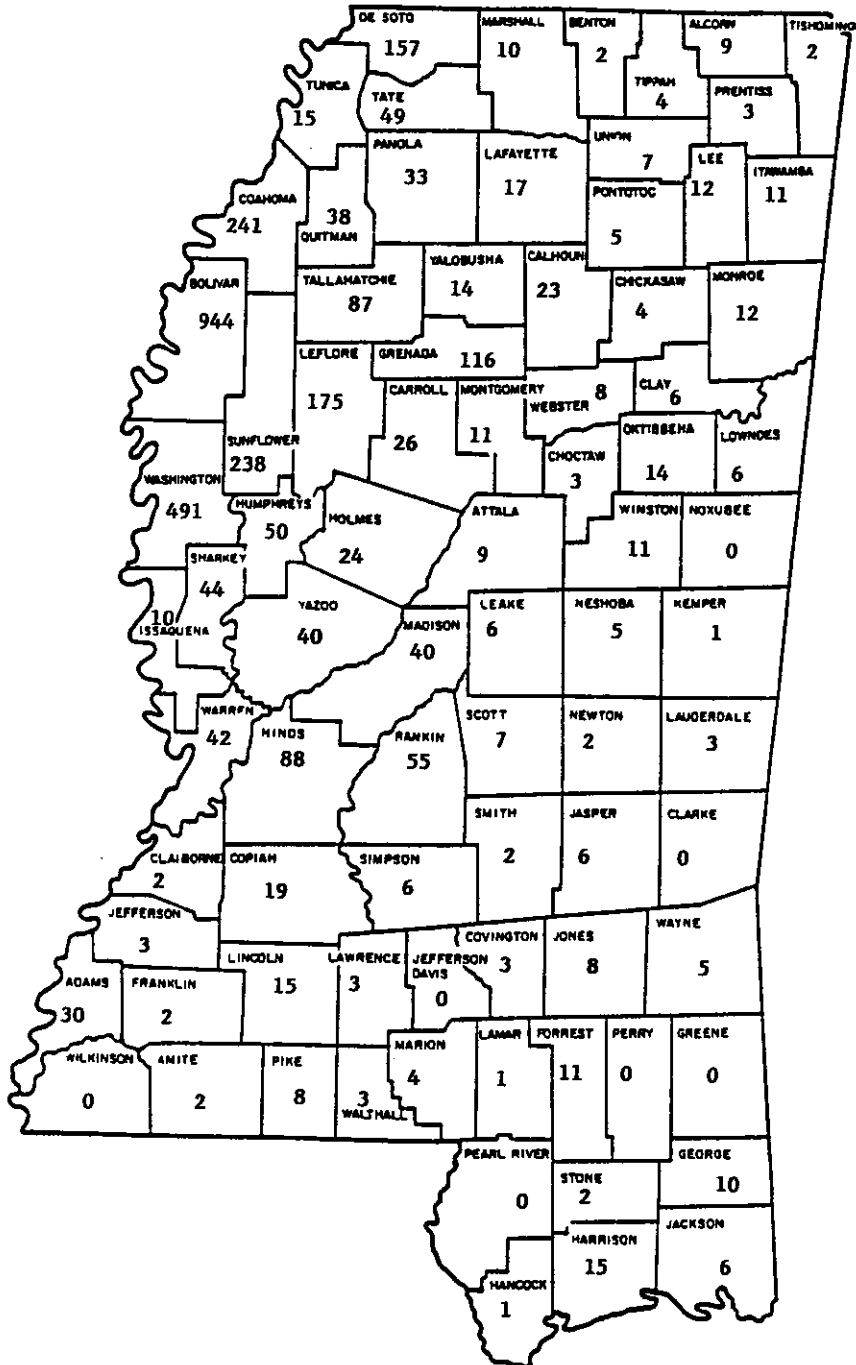 DE SOTO
157
MARSHALL
10
BENTON
2
TIPPAH
4
ALCORN
9
TISHOMINGO
2
TUNICA
15
TATE
49
PRENTISS
3
PANOLA
33
LAFAYETTE
17
UNION
7
LEE
12
ITAWAMBA
11
COAHOMA
241
38
QUITMAN
PONTOTOC
5
BOLIVAR
944
TALLAHATCHIE
87
YALOBUSHA
14
CALHOUN
23
CHICKASAW
4
MONROE
12
LEFLORE
175
GRENADA
116
CARROLL
26
MONTGOMERY
11
WEBSTER
8
CLAY
6
SUNFLOWER
238
CHOCTAW
3
OKTIBBEHA
14
LOWNDES
6
WASHINGTON
491
HUMPHREYS
50
HOLMES
24
ATTALA
9
WINSTON
11
NOXUBEE
0
SHARKEY
44
10
ISSAQUENA
YAZOO
40
MADISON
40
LEAKE
6
NESHOBA
5
KEMPER
1
WARREN
42
HINDS
88
RANKIN
55
SCOTT
7
NEWTON
2
LAUDERDALE
3
SMITH
2
JASPER
6
CLARKE
0
CLAIBORNE
2
COPIAH
19
SIMPSON
6
JEFFERSON
3
LINCOLN
15
LAWRENCE
3
JEFFERSON
DAVIS
0
COVINGTON
3
JONES
8
WAYNE
5
ADAMS
30
FRANKLIN
2
WILKINSON
0
AMITE
2
PIKE
8
3
WALTHALL
MARION
4
LAMAR
1
FORREST
11
PERRY
0
GREENE
0
PEARL RIVER
0
STONE
2
GEORGE
10
HARRISON
15
JACKSON
6
HANCOCK
1